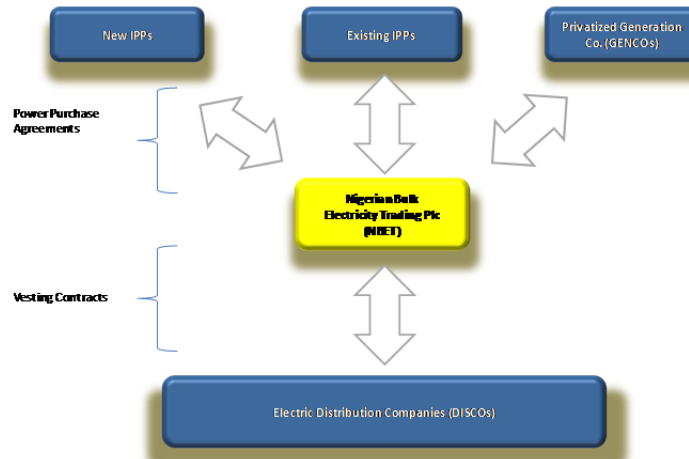 New IPPs
Existing IPPs
Privatized Generation
Co. (GENCOs)
Power Purchase
Agreements
Nigerian Bulk
Electricity Trading Plc
(NBET)
Vesting Contracts
Electric Distribution Companies (DISCOs)